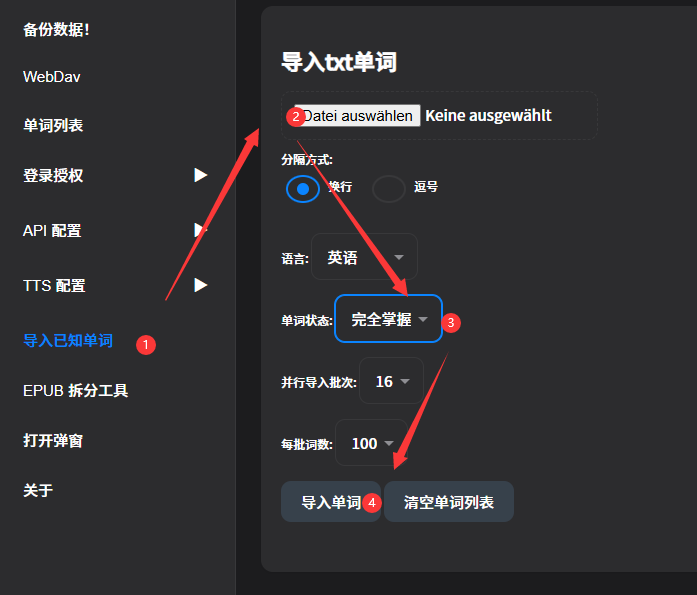 备份数据!
WebDav
单词列表
登录授权
API 配置
TTS 配置
导入已知单词 1
EPUB 拆分工具
打开弹窗
关于
导入txt单词
2 Datei auswählen Keine ausgewählt
分隔方式:
换行 逗号
语言: 英语
单词状态: 完全掌握 3
并行导入批次: 16
每批词数: 100
导入单词 4 清空单词列表